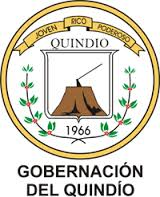 JOVEN RICO PODEROSO
QUINDIO
1966
GOBERNACIÓN
DEL QUINDÍO